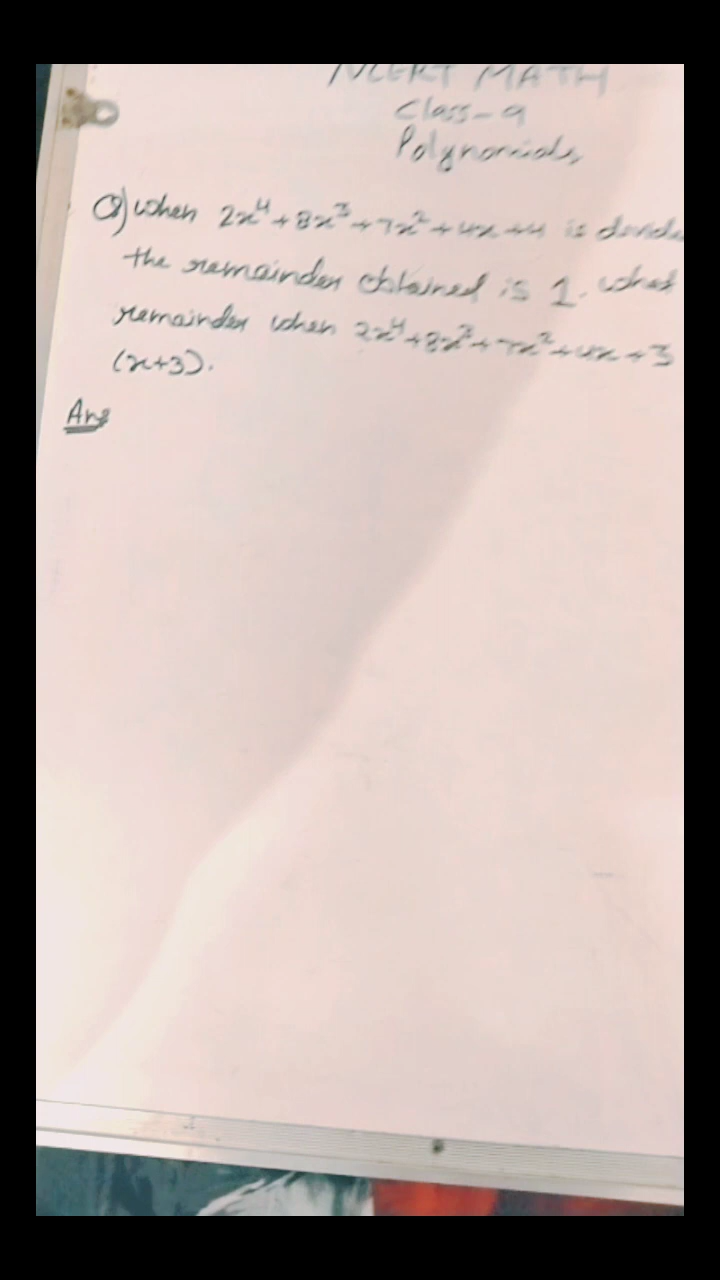 NCERT MATH
Class-9
Polynomials,
Q) When 2x⁴+8x³+7x²+4x+4 is divide
the remainder obtained is 1. what
remainder when 2x⁴+8x³+7x²+4x+3
(x+3).
Ans